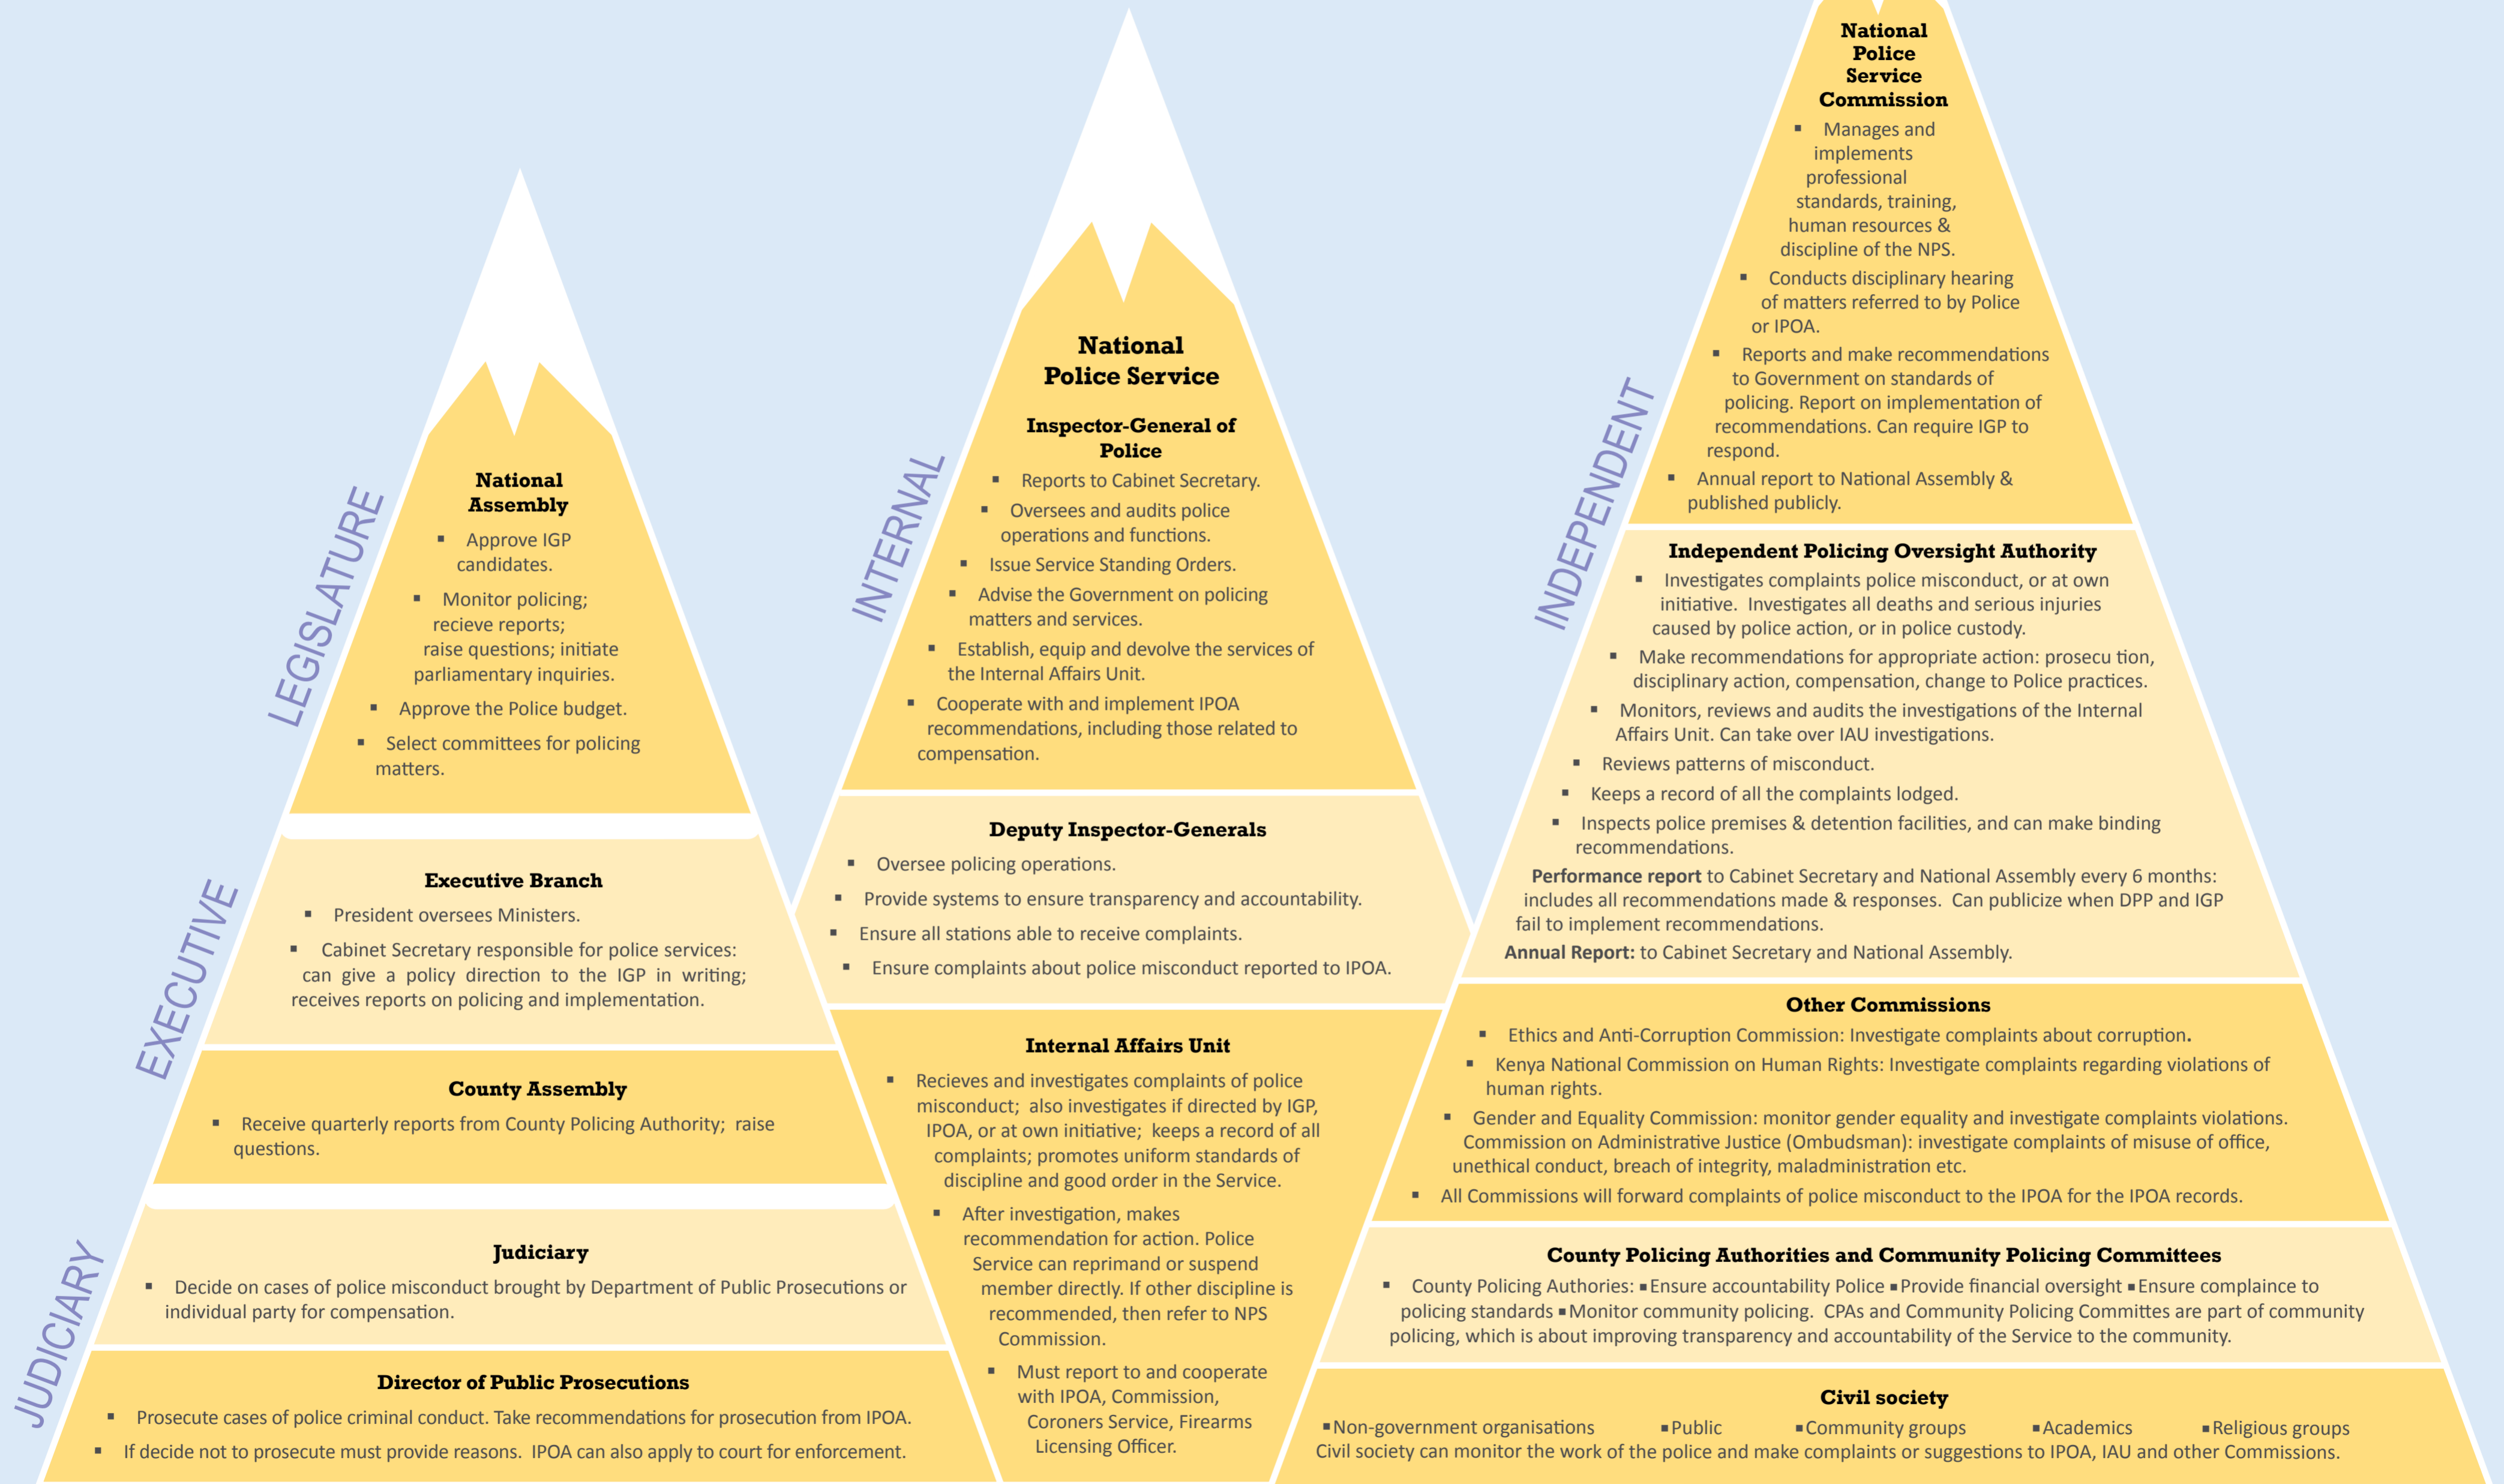 LEGISLATURE
National
Assembly
▪ Approve IGP
candidates.
▪ Monitor policing;
recieve reports;
raise questions; initiate
parliamentary inquiries.
▪ Approve the Police budget.
▪ Select committees for policing
matters.
EXECUTIVE
Executive Branch
▪ President oversees Ministers.
▪ Cabinet Secretary responsible for police services:
can give a policy direction to the IGP in writing;
receives reports on policing and implementation.
County Assembly
▪ Receive quarterly reports from County Policing Authority; raise
questions.
JUDICIARY
Judiciary
▪ Decide on cases of police misconduct brought by Department of Public Prosecutions or
individual party for compensation.
Director of Public Prosecutions
▪ Prosecute cases of police criminal conduct. Take recommendations for prosecution from IPOA.
▪ If decide not to prosecute must provide reasons. IPOA can also apply to court for enforcement.
INTERNAL
National
Police Service
Inspector-General of
Police
▪ Reports to Cabinet Secretary.
▪ Oversees and audits police
operations and functions.
▪ Issue Service Standing Orders.
▪ Advise the Government on policing
matters and services.
▪ Establish, equip and devolve the services of
the Internal Affairs Unit.
▪ Cooperate with and implement IPOA
recommendations, including those related to
compensation.
Deputy Inspector-Generals
▪ Oversee policing operations.
▪ Provide systems to ensure transparency and accountability.
▪ Ensure all stations able to receive complaints.
▪ Ensure complaints about police misconduct reported to IPOA.
Internal Affairs Unit
▪ Recieves and investigates complaints of police
misconduct; also investigates if directed by IGP,
IPOA, or at own initiative; keeps a record of all
complaints; promotes uniform standards of
discipline and good order in the Service.
▪ After investigation, makes
recommendation for action. Police
Service can reprimand or suspend
member directly. If other discipline is
recommended, then refer to NPS
Commission.
▪ Must report to and cooperate
with IPOA, Commission,
Coroners Service, Firearms
Licensing Officer.
INDEPENDENT
National
Police
Service
Commission
▪ Manages and
implements
professional
standards, training,
human resources &
discipline of the NPS.
▪ Conducts disciplinary hearing
of matters referred to by Police
or IPOA.
▪ Reports and make recommendations
to Government on standards of
policing. Report on implementation of
recommendations. Can require IGP to
respond.
▪ Annual report to National Assembly &
published publicly.
Independent Policing Oversight Authority
▪ Investigates complaints police misconduct, or at own
initiative. Investigates all deaths and serious injuries
caused by police action, or in police custody.
▪ Make recommendations for appropriate action: prosecu tion,
disciplinary action, compensation, change to Police practices.
▪ Monitors, reviews and audits the investigations of the Internal
Affairs Unit. Can take over IAU investigations.
▪ Reviews patterns of misconduct.
▪ Keeps a record of all the complaints lodged.
▪ Inspects police premises & detention facilities, and can make binding
recommendations.
Performance report to Cabinet Secretary and National Assembly every 6 months:
includes all recommendations made & responses. Can publicize when DPP and IGP
fail to implement recommendations.
Annual Report: to Cabinet Secretary and National Assembly.
Other Commissions
▪ Ethics and Anti-Corruption Commission: Investigate complaints about corruption.
▪ Kenya National Commission on Human Rights: Investigate complaints regarding violations of
human rights.
▪ Gender and Equality Commission: monitor gender equality and investigate complaints violations.
Commission on Administrative Justice (Ombudsman): investigate complaints of misuse of office,
unethical conduct, breach of integrity, maladministration etc.
▪ All Commissions will forward complaints of police misconduct to the IPOA for the IPOA records.
County Policing Authorities and Community Policing Committees
▪ County Policing Authories: ▪Ensure accountability Police ▪Provide financial oversight ▪Ensure complaince to
policing standards ▪Monitor community policing. CPAs and Community Policing Committes are part of community
policing, which is about improving transparency and accountability of the Service to the community.
Civil society
▪Non-government organisations ▪Public ▪Community groups ▪Academics ▪Religious groups
Civil society can monitor the work of the police and make complaints or suggestions to IPOA, IAU and other Commissions.